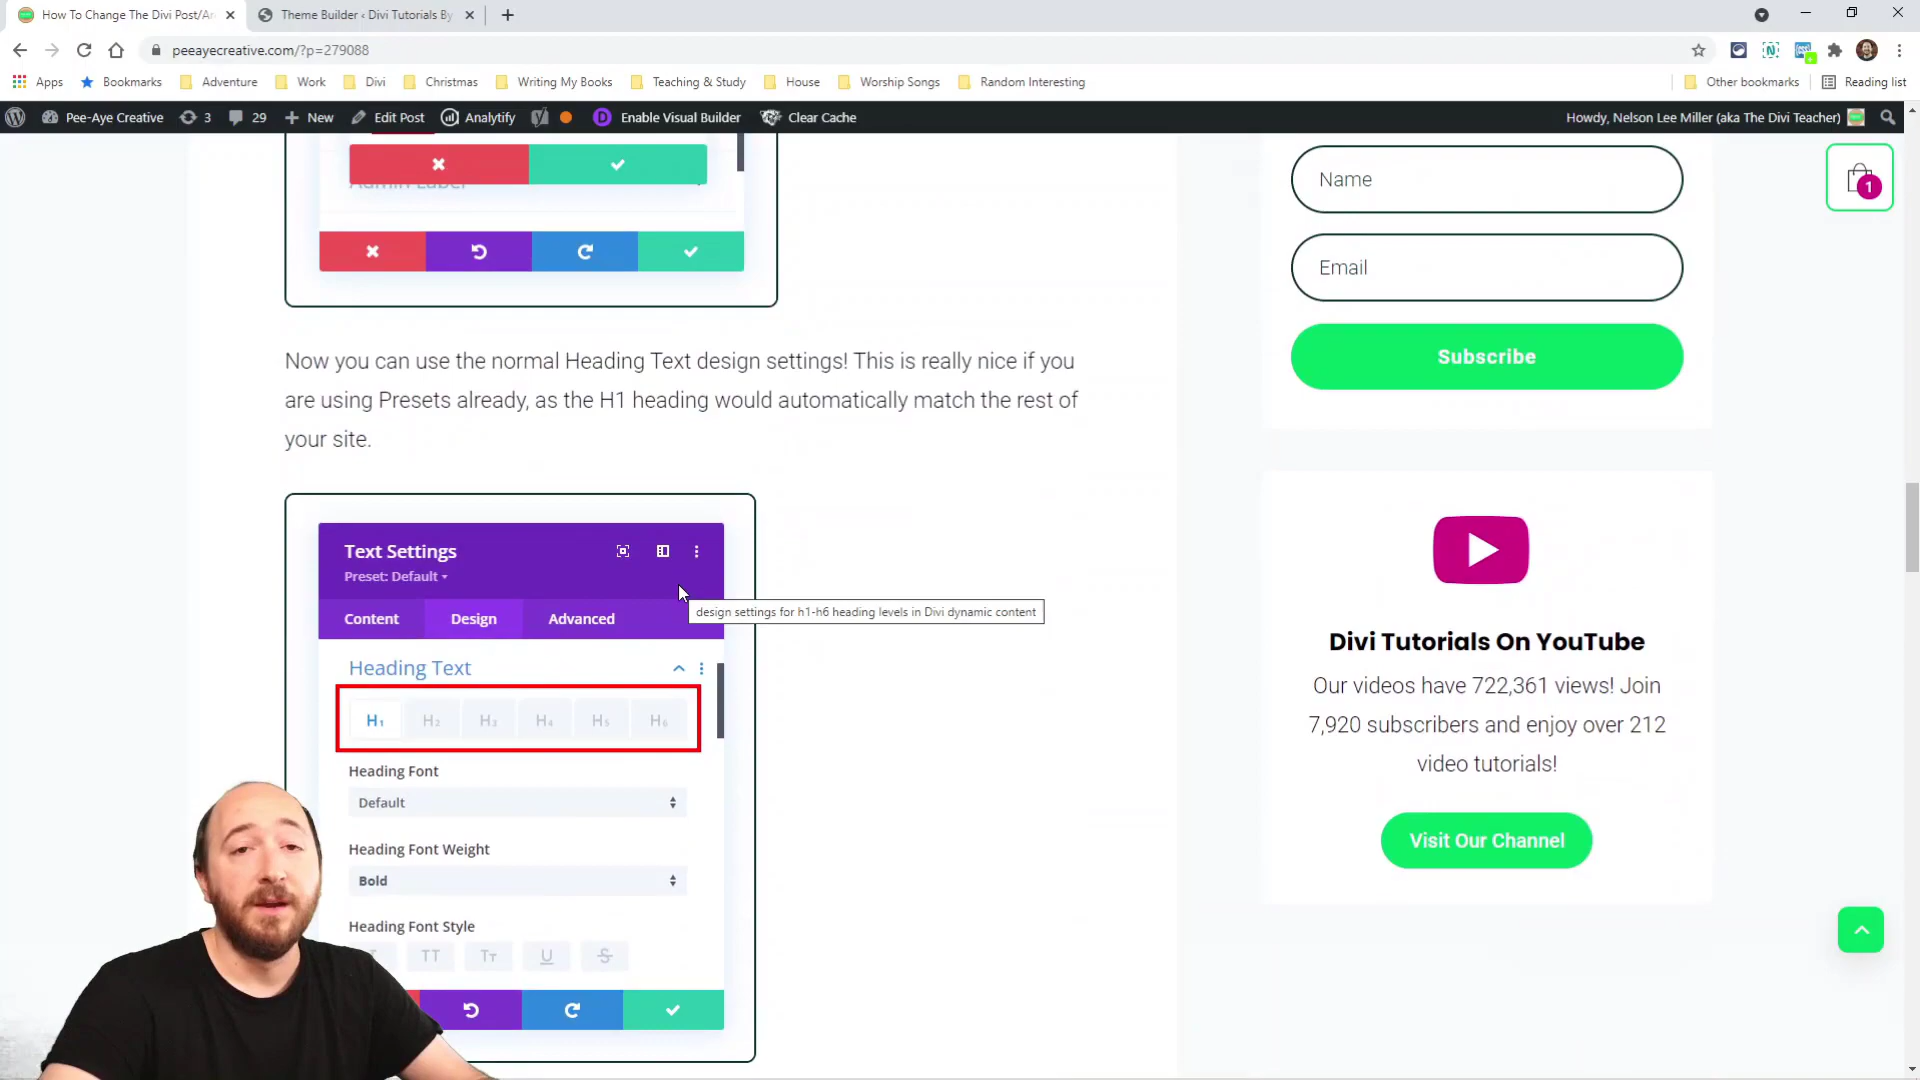 How To Change The Divi Post/Ar
Theme Builder ‹ Divi Tutorials By
peeayecreative.com/?p=279088
Apps
Bookmarks
Adventure
Work
Divi
Christmas
Writing My Books
Teaching & Study
House
Worship Songs
Random Interesting
Other bookmarks
Reading list
Pee-Aye Creative
3
29
New
Edit Post
Analytify
Enable Visual Builder
Clear Cache
Howdy, Nelson Lee Miller (aka The Divi Teacher)
Admin Label
Name
1
Email
Subscribe
Now you can use the normal Heading Text design settings! This is really nice if you
are using Presets already, as the H1 heading would automatically match the rest of
your site.
Text Settings
Preset: Default
Content
Design
Advanced
design settings for h1-h6 heading levels in Divi dynamic content
Heading Text
H1
H2
H3
H4
H5
H6
Heading Font
Default
Heading Font Weight
Bold
Heading Font Style
TT
Tт
U
S
Divi Tutorials On YouTube
Our videos have 722,361 views! Join
7,920 subscribers and enjoy over 212
video tutorials!
Visit Our Channel